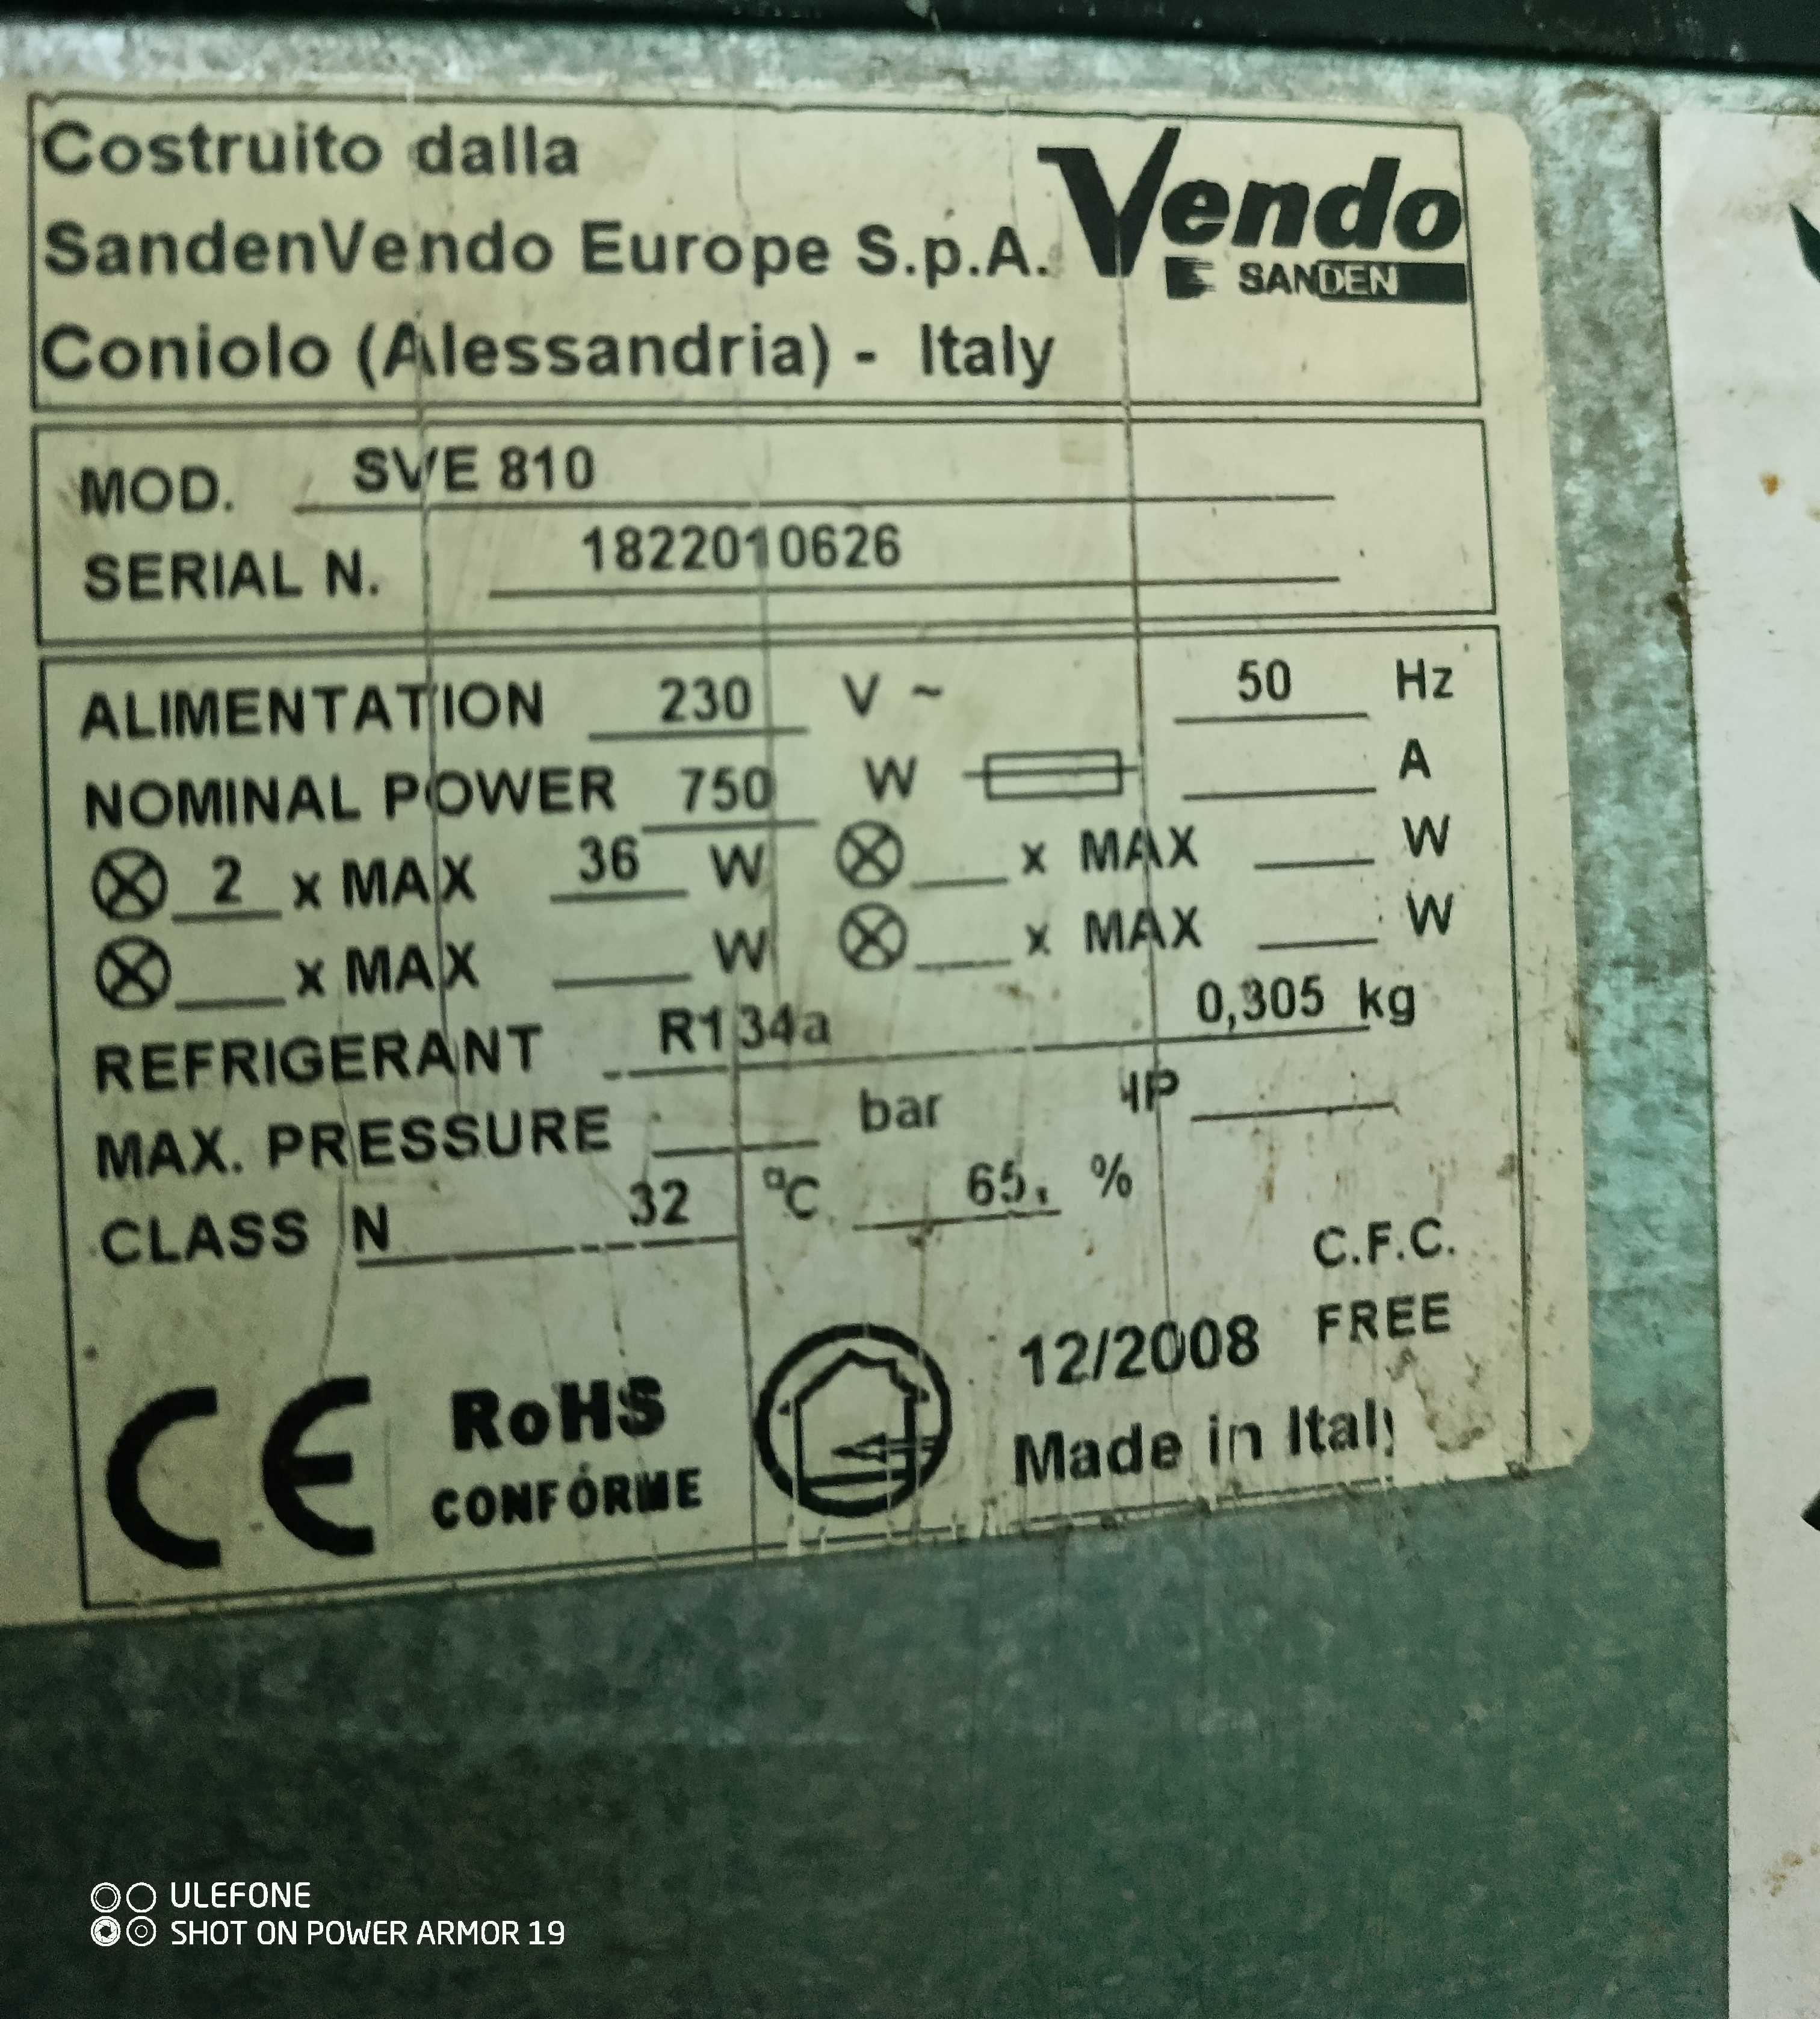 Costruito dalla
SandenVendo Europe S.p.A.
Coniolo (Alessandria) - Italy
Vendo
SANDEN
MOD. SVE 810
SERIAL N. 1822010626
ALIMENTATION 230 V ~ 50 Hz
NOMINAL POWER 750 W A
2 x MAX 36 W x MAX W
x MAX W x MAX W
REFRIGERANT R134a 0,305 kg
MAX. PRESSURE bar IP
CLASS N 32 °C 65, %
C.F.C.
FREE
CE RoHS
CONFORME
12/2008
Made in Italy
ULEFONE
SHOT ON POWER ARMOR 19